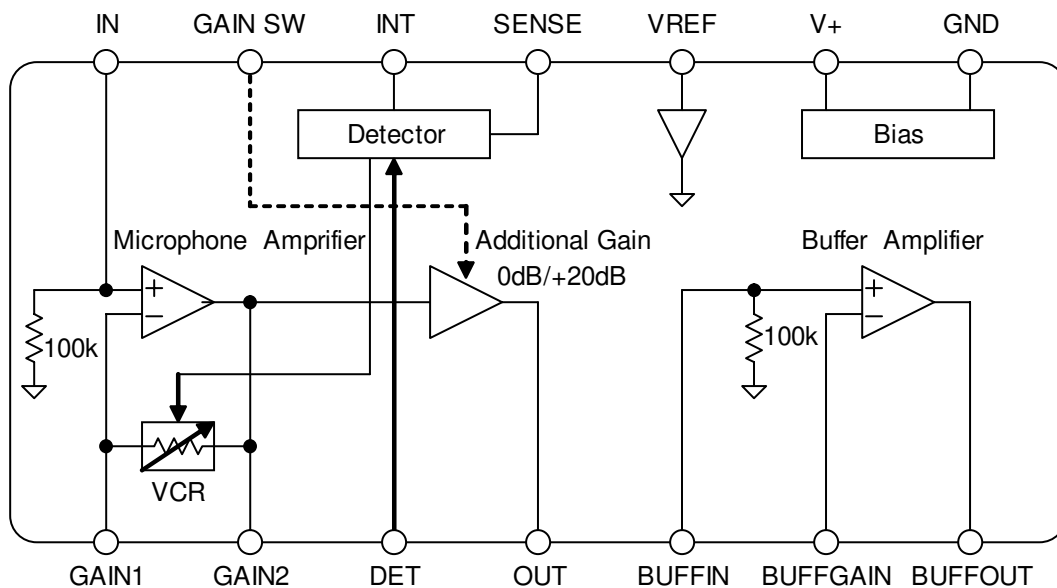 IN GAIN SW INT SENSE VREF V+ GND
Detector
Bias
Microphone Amprifier
Additional Gain
0dB/+20dB
Buffer Amplifier
+
−
100k
+
−
100k
VCR
GAIN1 GAIN2 DET OUT BUFFIN BUFFGAIN BUFFOUT